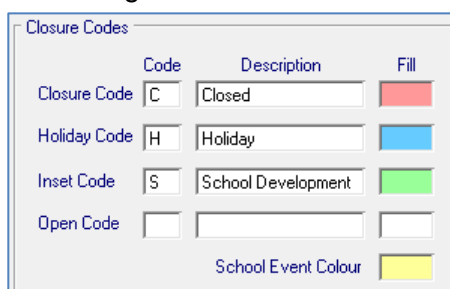 Closure Codes
Code Description Fill
Closure Code C Closed
Holiday Code H Holiday
Inset Code S School Development
Open Code
School Event Colour